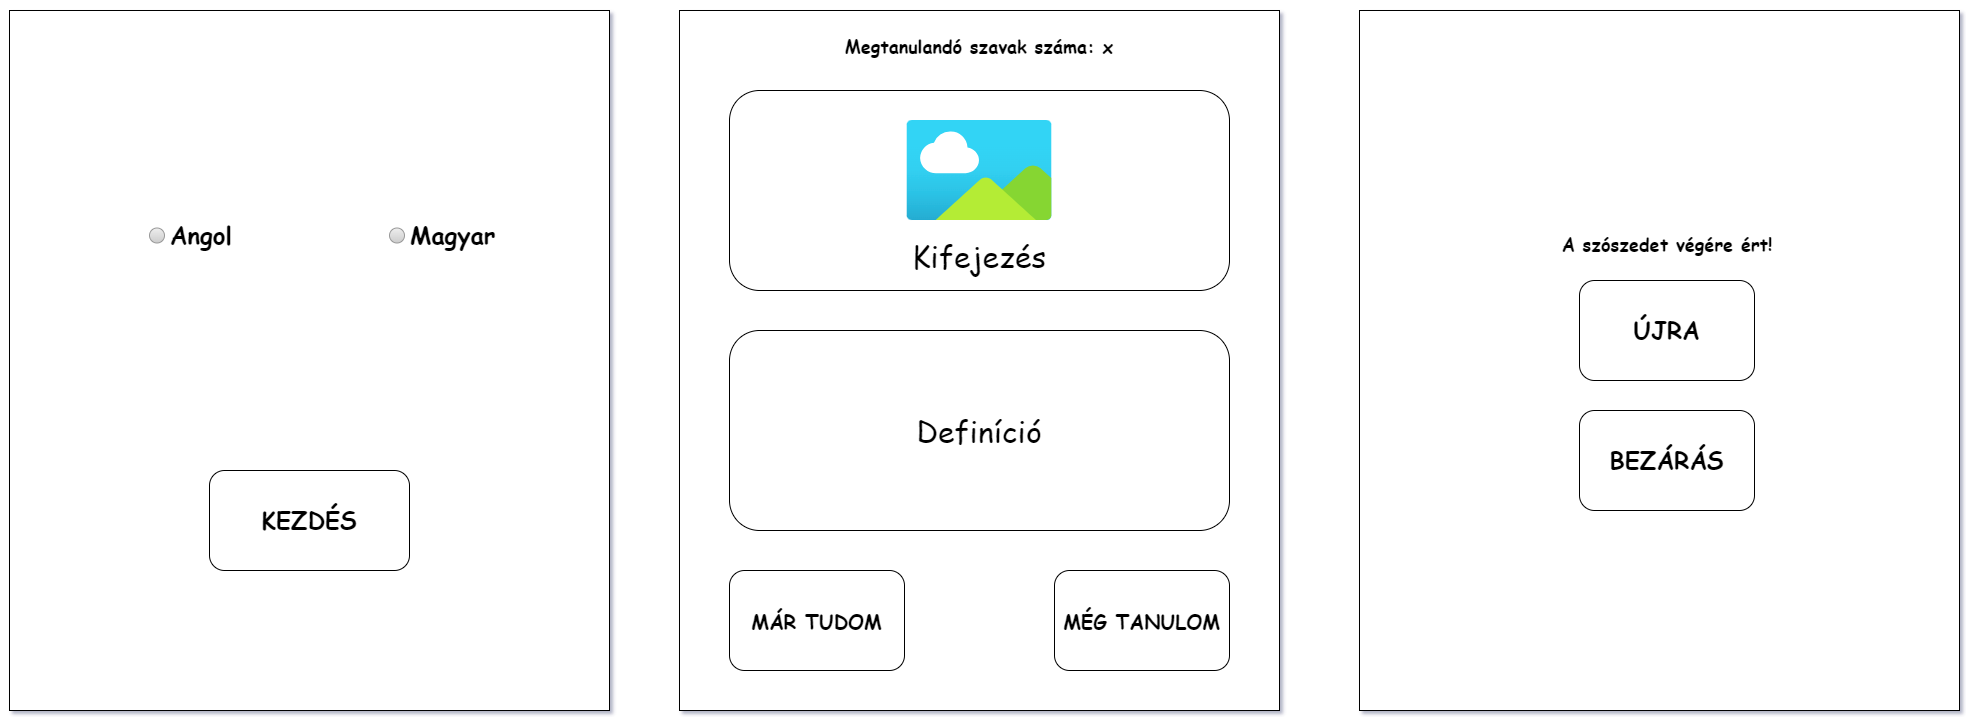 Angol
Magyar
KEZDÉS
Megtanulandó szavak száma: x
Kifejezés
Definíció
MÁR TUDOM
MÉG TANULOM
A szószedet végére ért!
ÚJRA
BEZÁRÁS